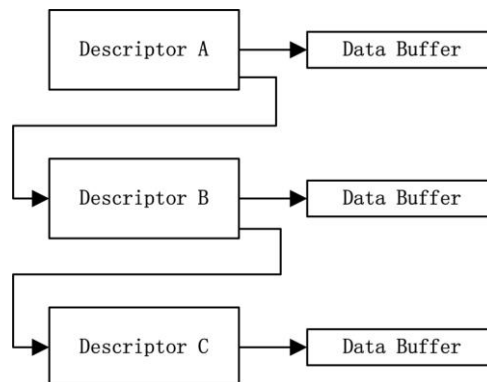 Descriptor A
Data Buffer
Descriptor B
Data Buffer
Descriptor C
Data Buffer